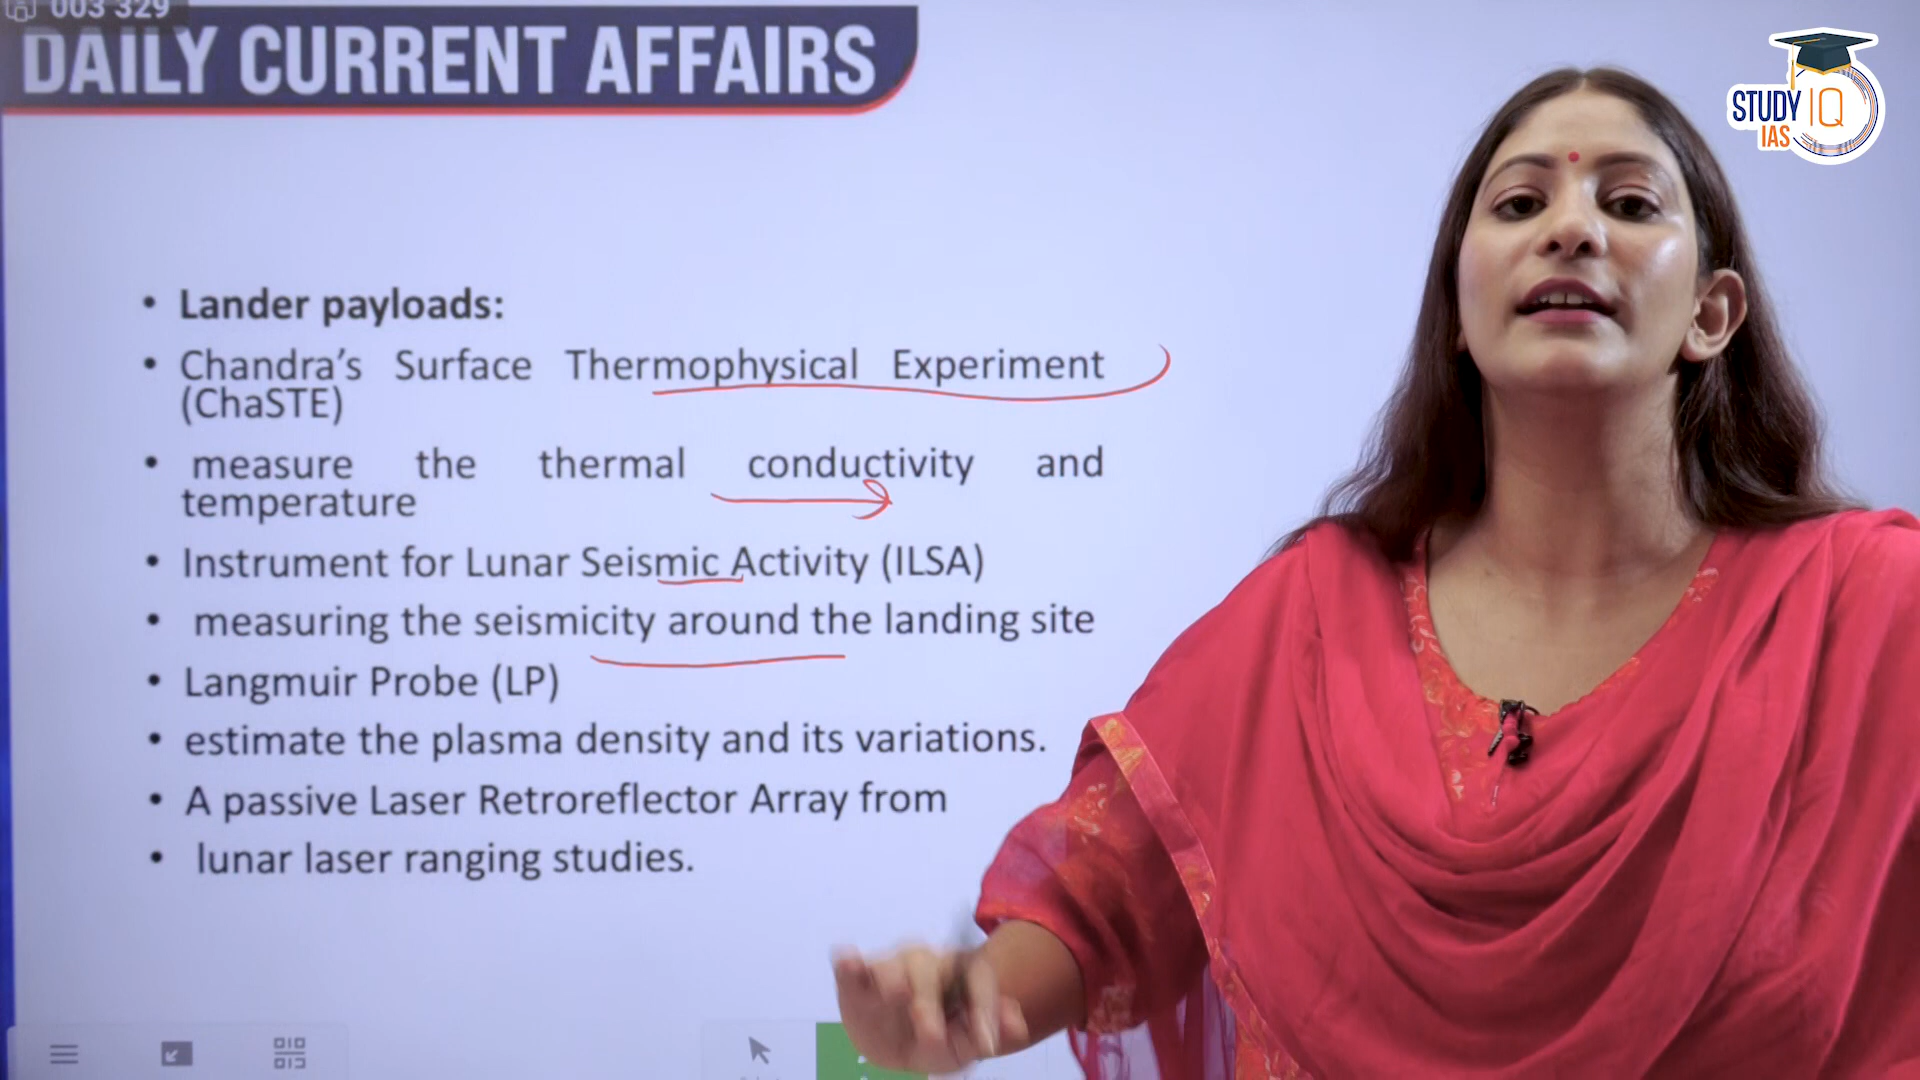 003 329
DAILY CURRENT AFFAIRS
STUDY IQ
IAS
• Lander payloads:
• Chandra's Surface Thermophysical Experiment
(ChaSTE)
• measure the thermal conductivity and
temperature
• Instrument for Lunar Seismic Activity (ILSA)
• measuring the seismicity around the landing site
• Langmuir Probe (LP)
• estimate the plasma density and its variations.
• A passive Laser Retroreflector Array from
• lunar laser ranging studies.